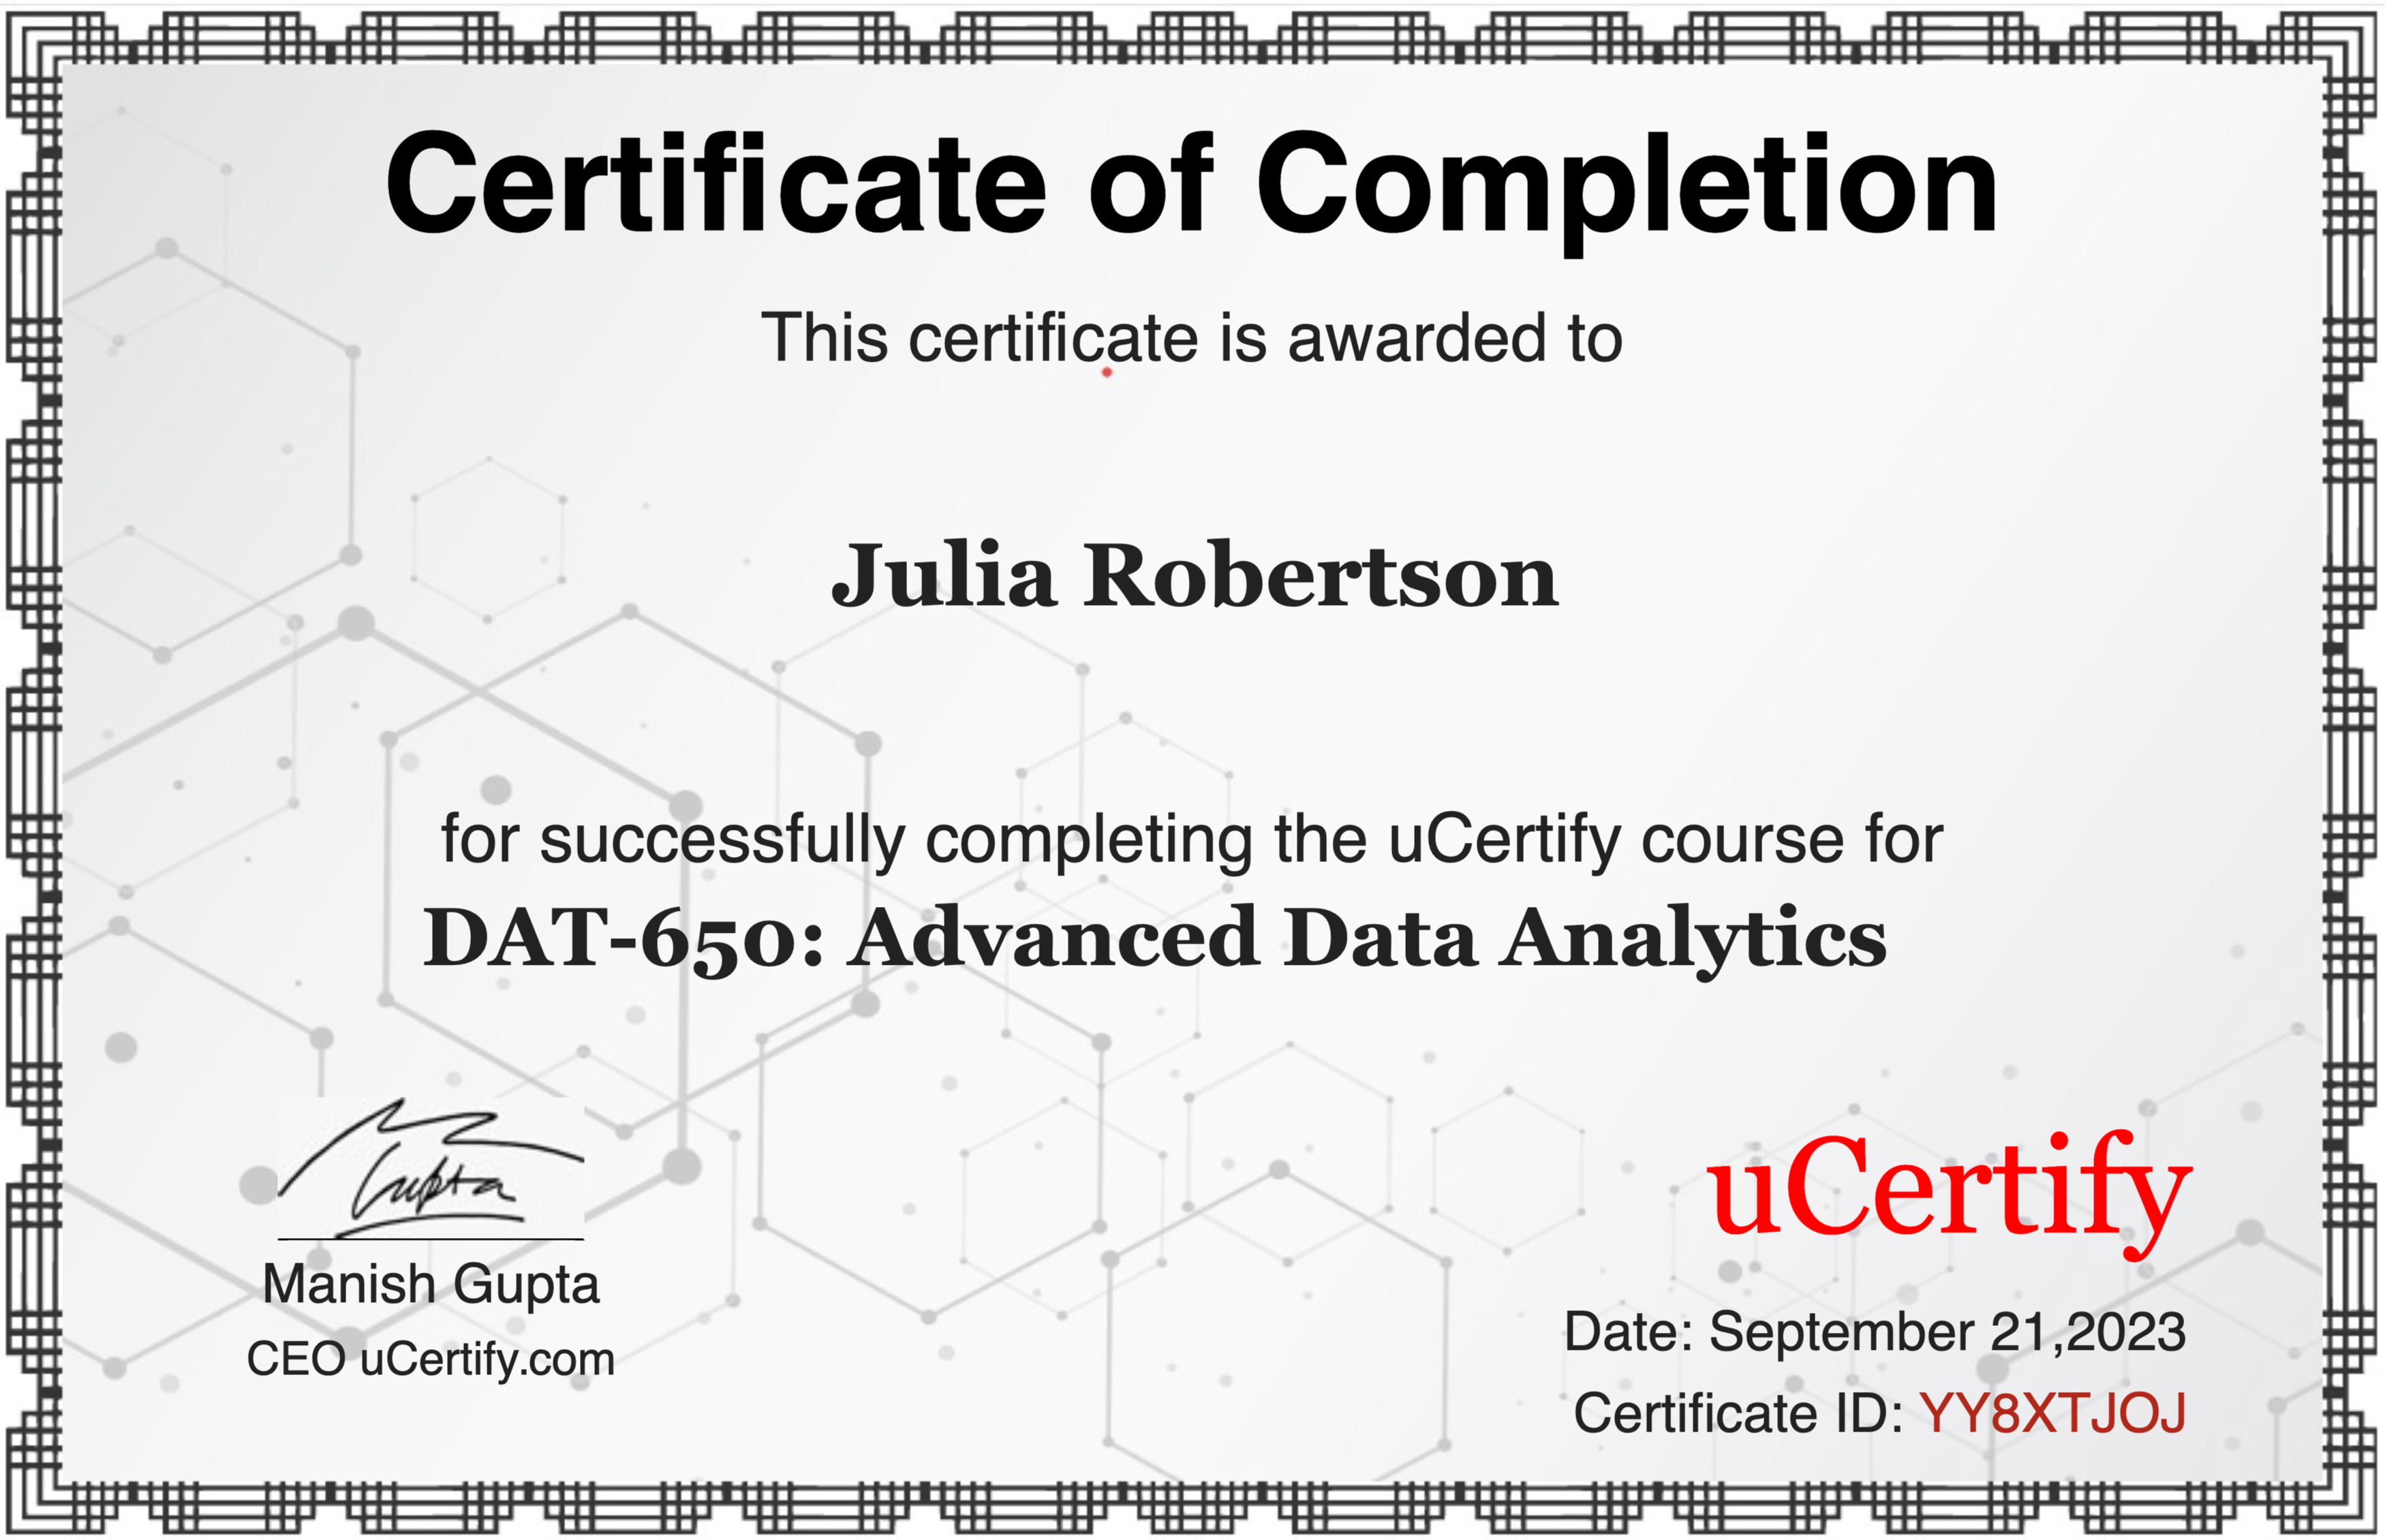 Certificate of Completion
This certificate is awarded to
Julia Robertson
for successfully completing the uCertify course for
DAT-650: Advanced Data Analytics
Gupta
Manish Gupta
CEO uCertify.com
uCertify
Date: September 21,2023
Certificate ID: YY8XTJOJ